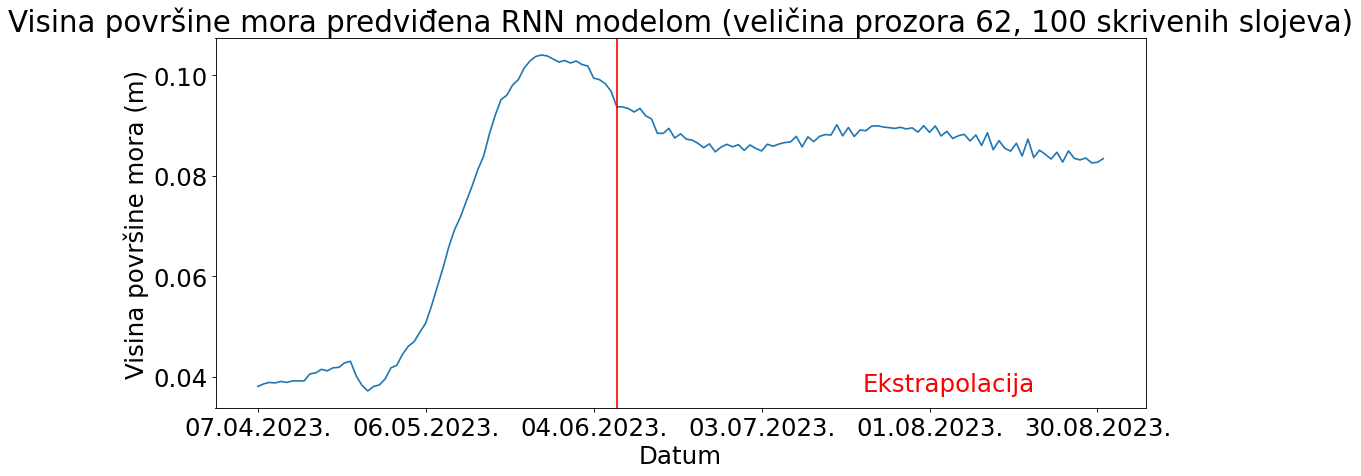 Visina površine mora predviđena RNN modelom (veličina prozora 62, 100 skrivenih slojeva)
Visina površine mora (m)
0.10
0.08
0.06
0.04
Ekstrapolacija
07.04.2023. 06.05.2023. 04.06.2023. 03.07.2023. 01.08.2023. 30.08.2023.
Datum